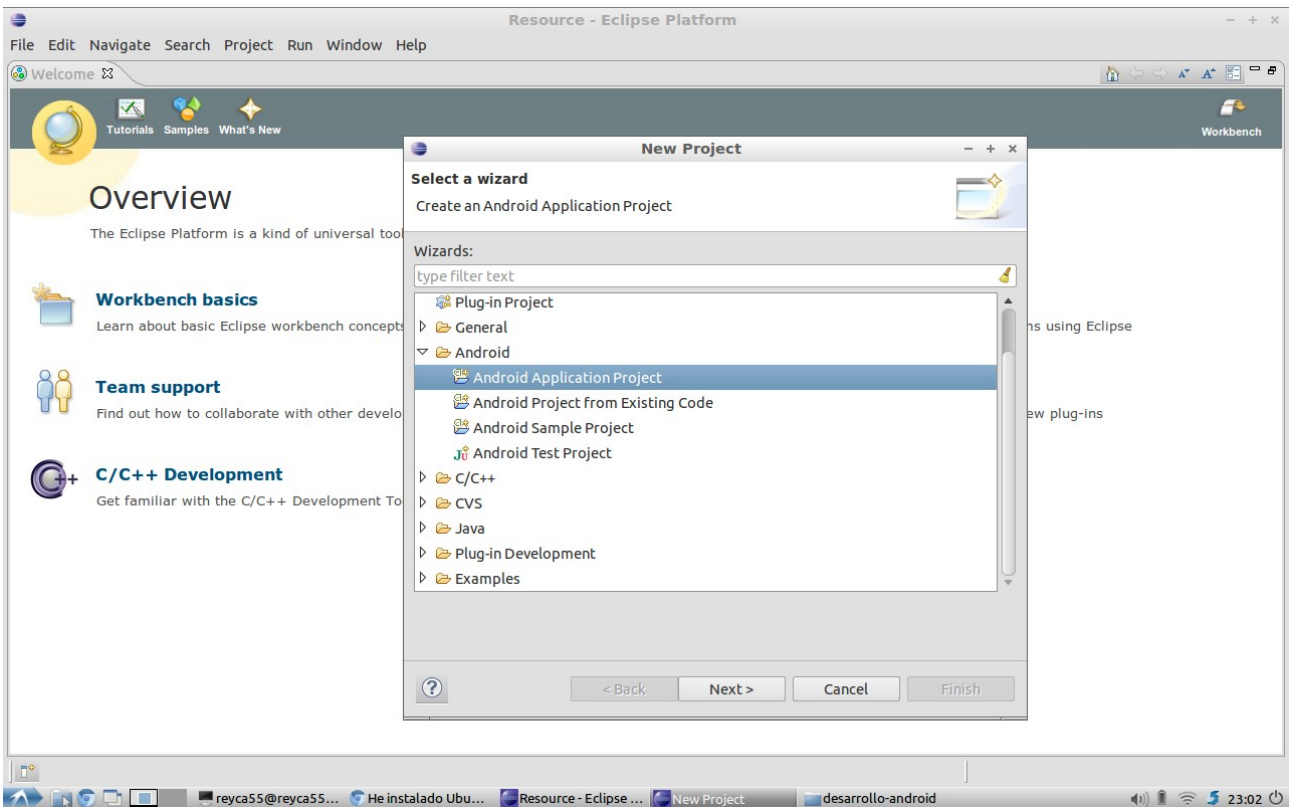 Resource - Eclipse Platform
File Edit Navigate Search Project Run Window Help
Welcome
Tutorials Samples What's New
Workbench
New Project
Select a wizard
Create an Android Application Project
Overview
The Eclipse Platform is a kind of universal tool
Wizards:
type filter text
Plug-in Project
Workbench basics
Learn about basic Eclipse workbench concepts
General
ns using Eclipse
Android
Android Application Project
Team support
Android Project from Existing Code
Find out how to collaborate with other develo
ew plug-ins
Android Sample Project
Android Test Project
C/C++ Development
C/C++
Get familiar with the C/C++ Development To
CVS
Java
Plug-in Development
Examples
? < Back Next > Cancel Finish
reyca55@reyca55... He instalado Ubu... Resource - Eclipse ... New Project desarrollo-android 23:02